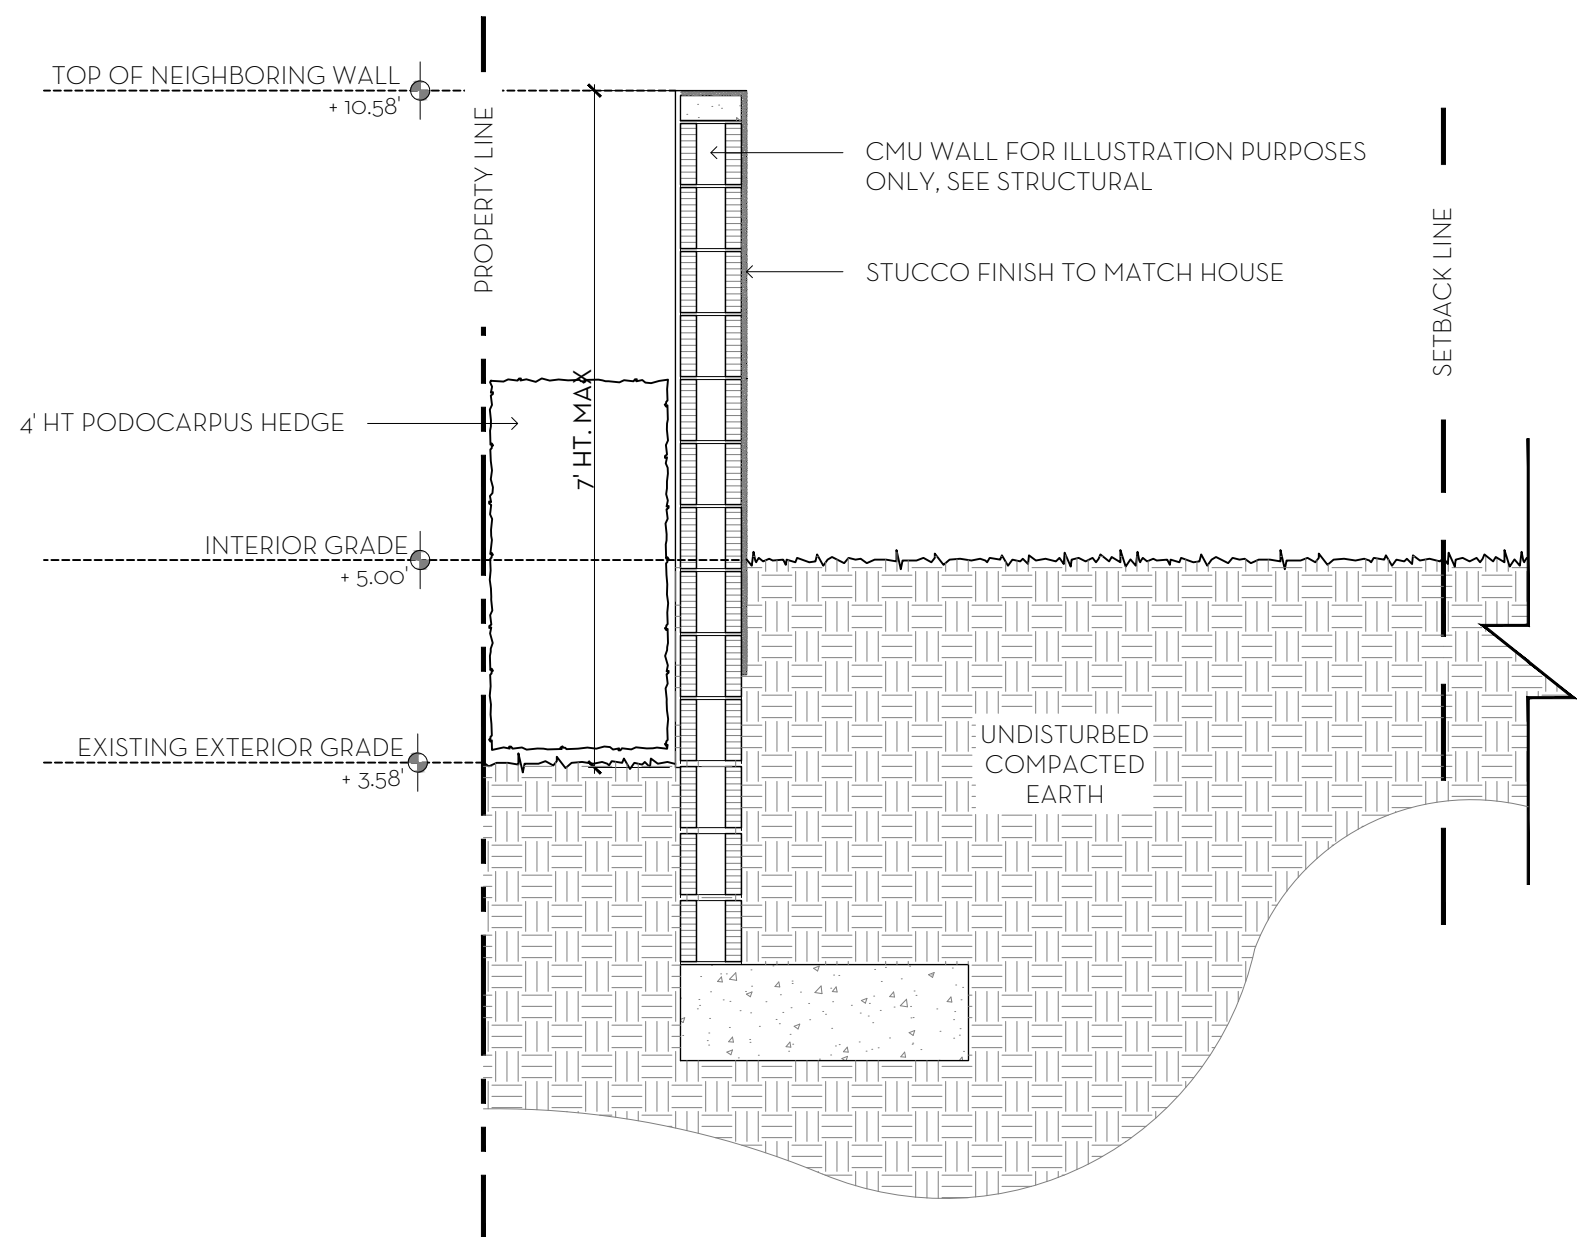 TOP OF NEIGHBORING WALL
+ 10.58'
PROPERTY LINE
CMU WALL FOR ILLUSTRATION PURPOSES
ONLY, SEE STRUCTURAL
STUCCO FINISH TO MATCH HOUSE
SETBACK LINE
4' HT PODOCARPUS HEDGE
7' HT. MAX
INTERIOR GRADE
+ 5.00'
EXISTING EXTERIOR GRADE
+ 3.58'
UNDISTURBED
COMPACTED
EARTH